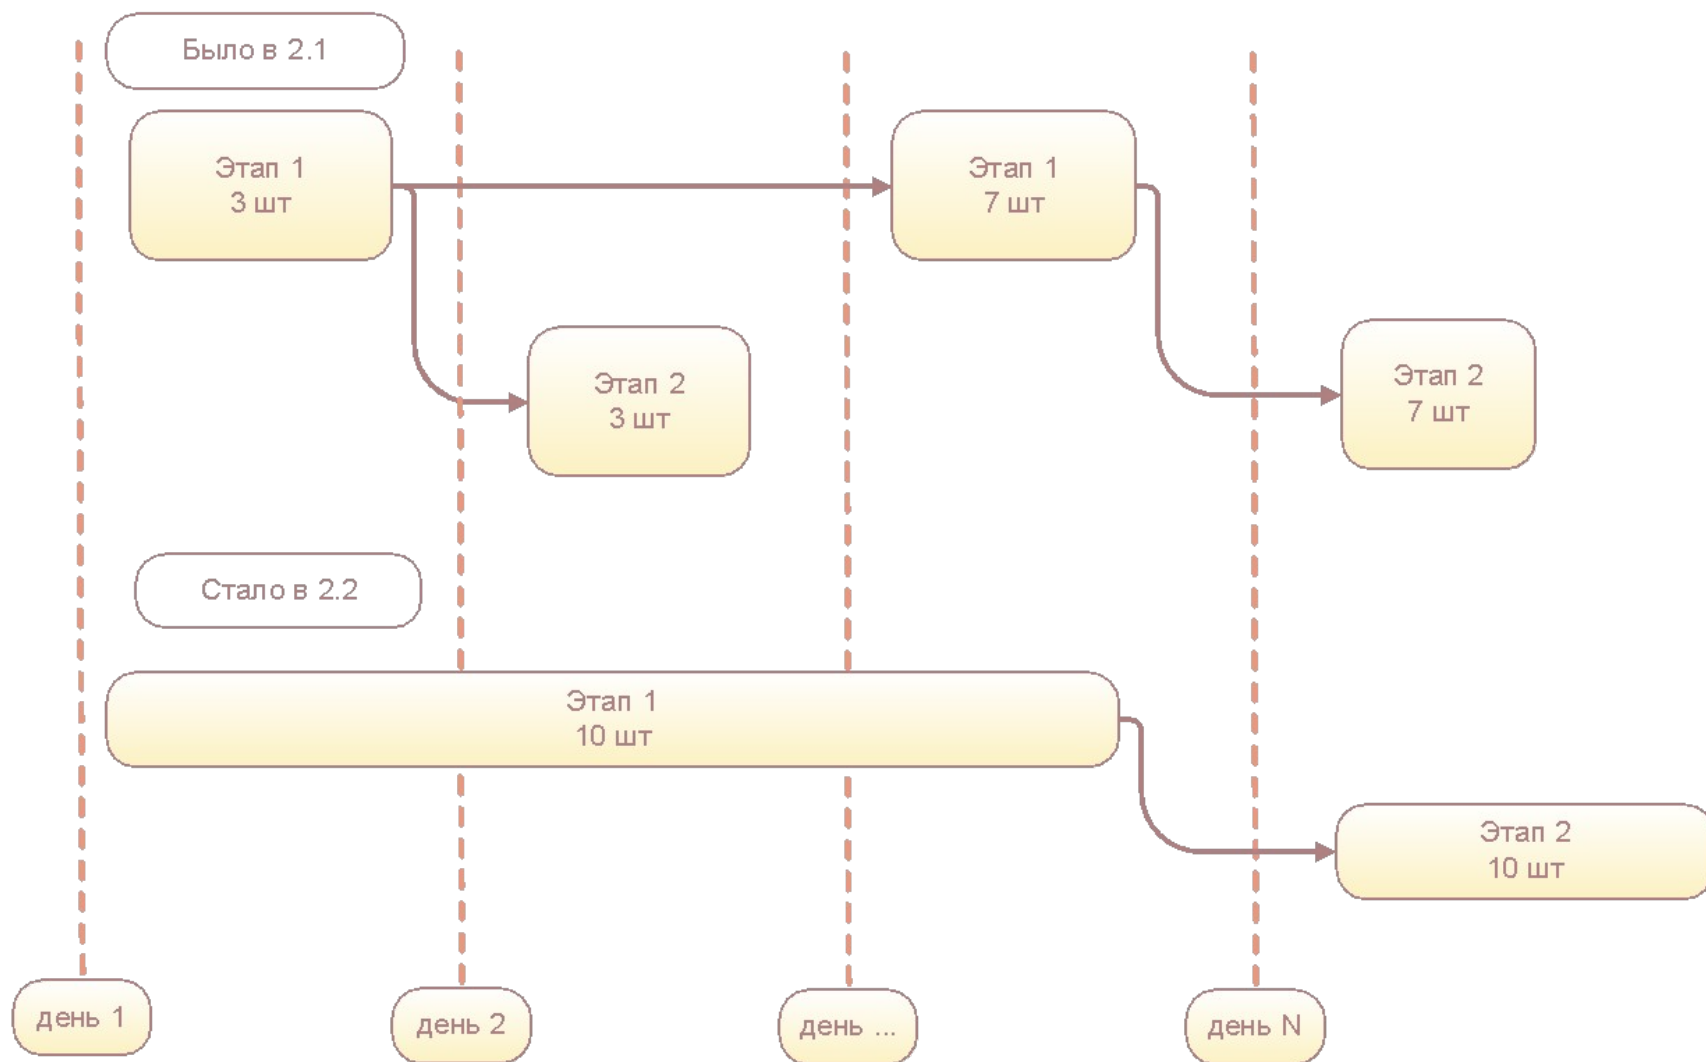 Было в 2.1
Этап 1
3 шт
Этап 1
7 шт
Этап 2
3 шт
Этап 2
7 шт
Стало в 2.2
Этап 1
10 шт
Этап 2
10 шт
день 1
день 2
день ...
день N